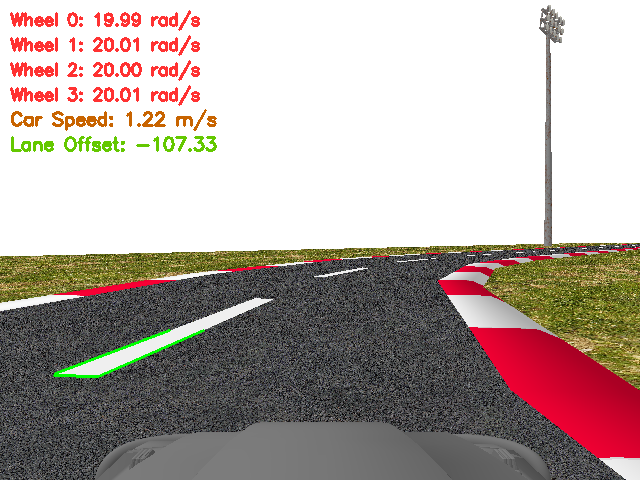 Wheel 0: 19.99 rad/s
Wheel 1: 20.01 rad/s
Wheel 2: 20.00 rad/s
Wheel 3: 20.01 rad/s
Car Speed: 1.22 m/s
Lane Offset: -107.33